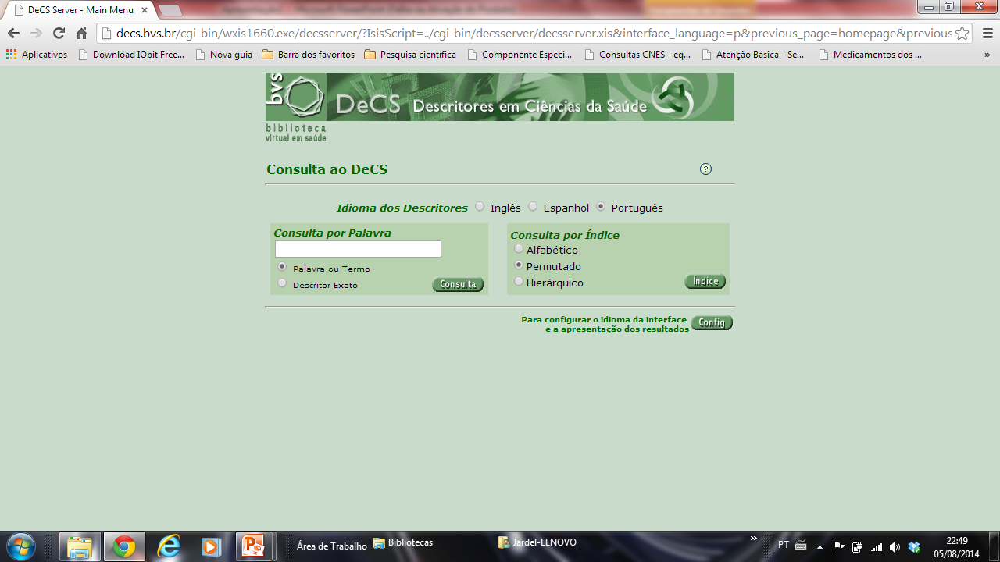 DeCS Server - Main Menu
decs.bvs.br/cgi-bin/wxis1660.exe/decsserver/?IsisScript=../cgi-bin/decsserver/decsserver.xis&interface_language=p&previous_page=homepage&previous
Aplicativos Download IObit Free... Nova guia Barra dos favoritos Pesquisa científica Componente Especi... Consultas CNES - eq... Atenção Básica - Se... Medicamentos dos ... »
bvs DeCS Descritores em Ciências da Saúde
biblioteca
virtual em saúde
Consulta ao DeCS ?
Idioma dos Descritores Inglês Espanhol Português
Consulta por Palavra
Palavra ou Termo
Descritor Exato
Consulta
Consulta por Índice
Alfabético
Permutado
Hierárquico
Índice
Para configurar o idioma da interface
e a apresentação dos resultados
Config
Área de Trabalho Bibliotecas Jardel-LENOVO » PT 22:49
05/08/2014